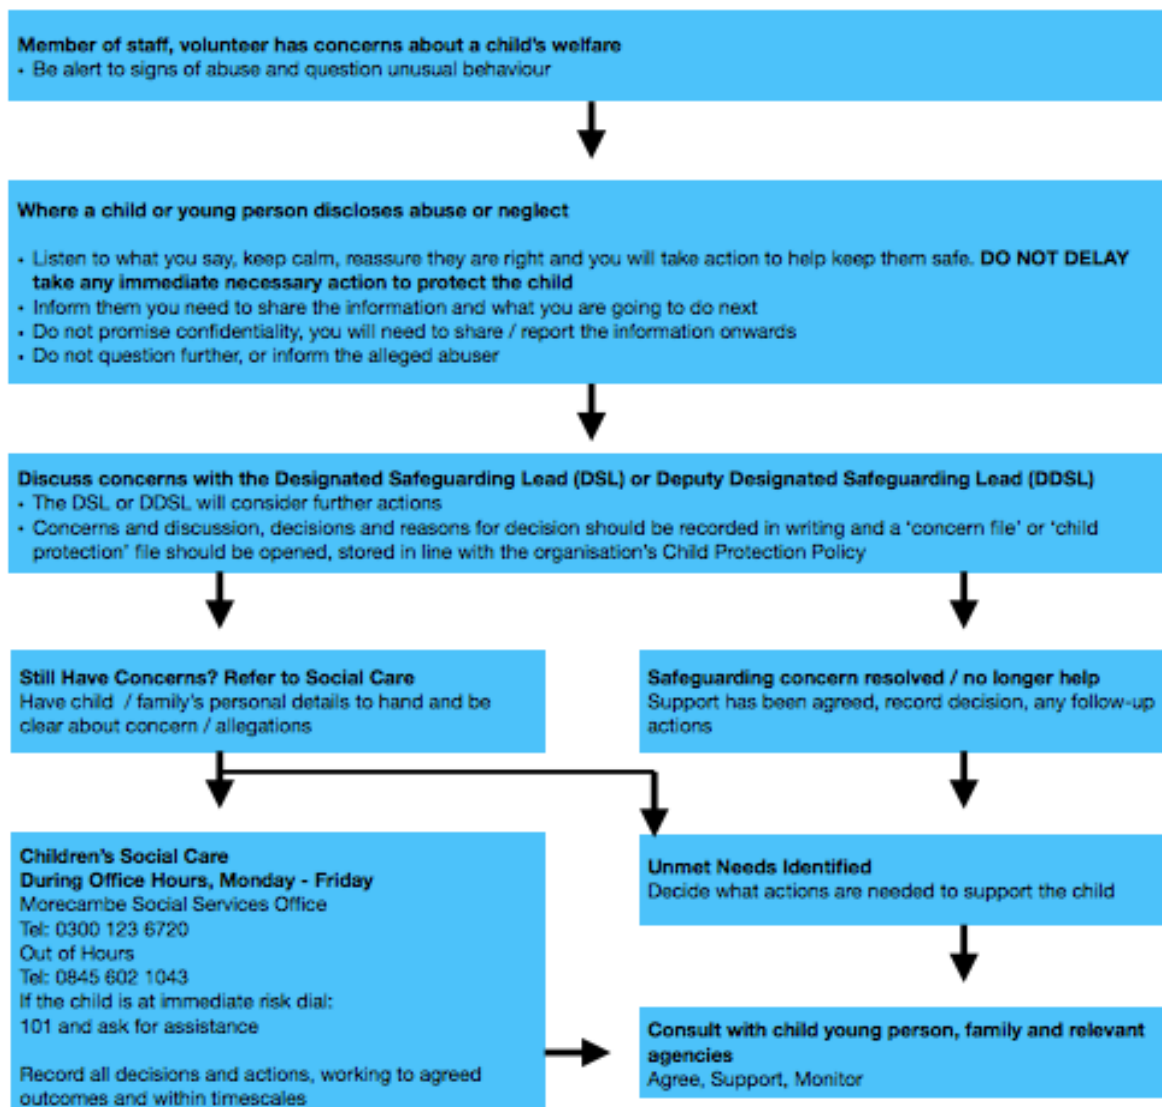 Member of staff, volunteer has concerns about a child's welfare
• Be alert to signs of abuse and question unusual behaviour
Where a child or young person discloses abuse or neglect
• Listen to what you say, keep calm, reassure they are right and you will take action to help keep them safe. DO NOT DELAY
take any immediate necessary action to protect the child
• Inform them you need to share the information and what you are going to do next
• Do not promise confidentiality, you will need to share / report the information onwards
• Do not question further, or inform the alleged abuser
Discuss concerns with the Designated Safeguarding Lead (DSL) or Deputy Designated Safeguarding Lead (DDSL)
• The DSL or DDSL will consider further actions
• Concerns and discussion, decisions and reasons for decision should be recorded in writing and a 'concern file' or 'child
protection' file should be opened, stored in line with the organisation's Child Protection Policy
Still Have Concerns? Refer to Social Care
Have child / family's personal details to hand and be
clear about concern / allegations
Safeguarding concern resolved / no longer help
Support has been agreed, record decision, any follow-up
actions
Children's Social Care
During Office Hours, Monday - Friday
Morecambe Social Services Office
Tel: 0300 123 6720
Out of Hours
Tel: 0845 602 1043
If the child is at immediate risk dial:
101 and ask for assistance
Record all decisions and actions, working to agreed
outcomes and within timescales
Unmet Needs Identified
Decide what actions are needed to support the child
Consult with child young person, family and relevant
agencies
Agree, Support, Monitor